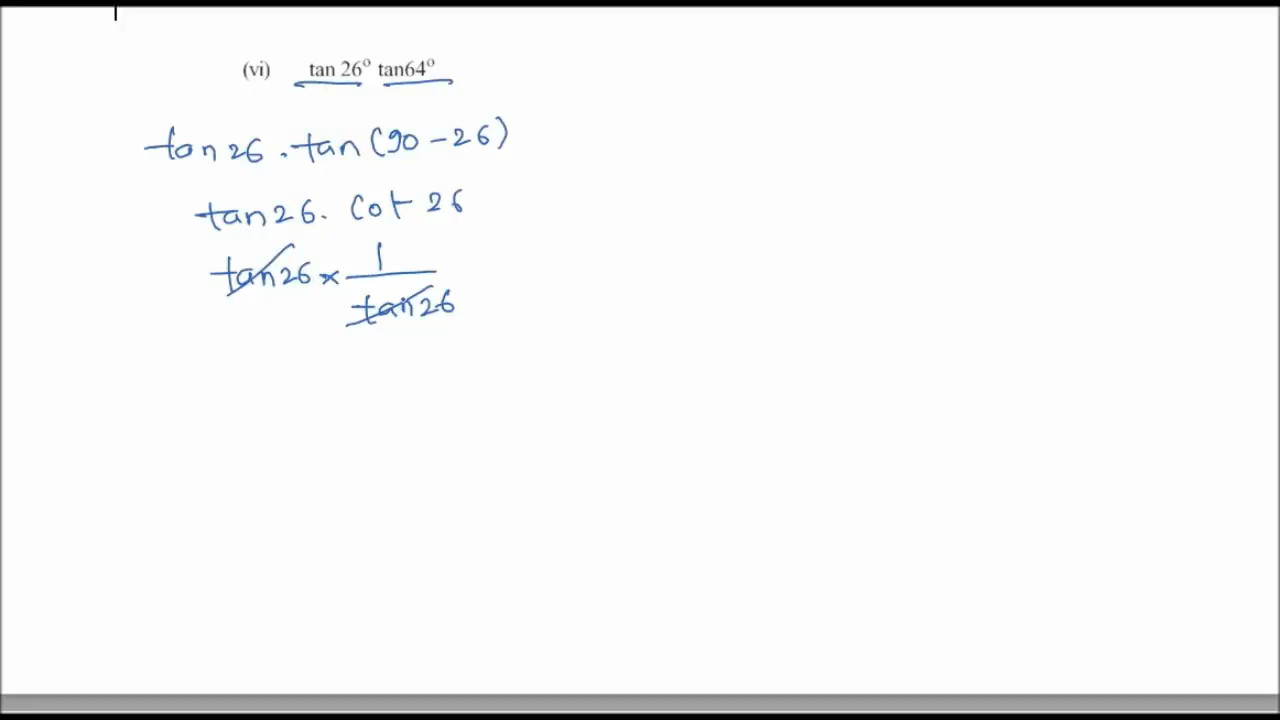 (vi) tan 26° tan64°
tan 26 . tan (90 - 26)
tan 26 . Cot 26
tan 26 × 1
tan 26